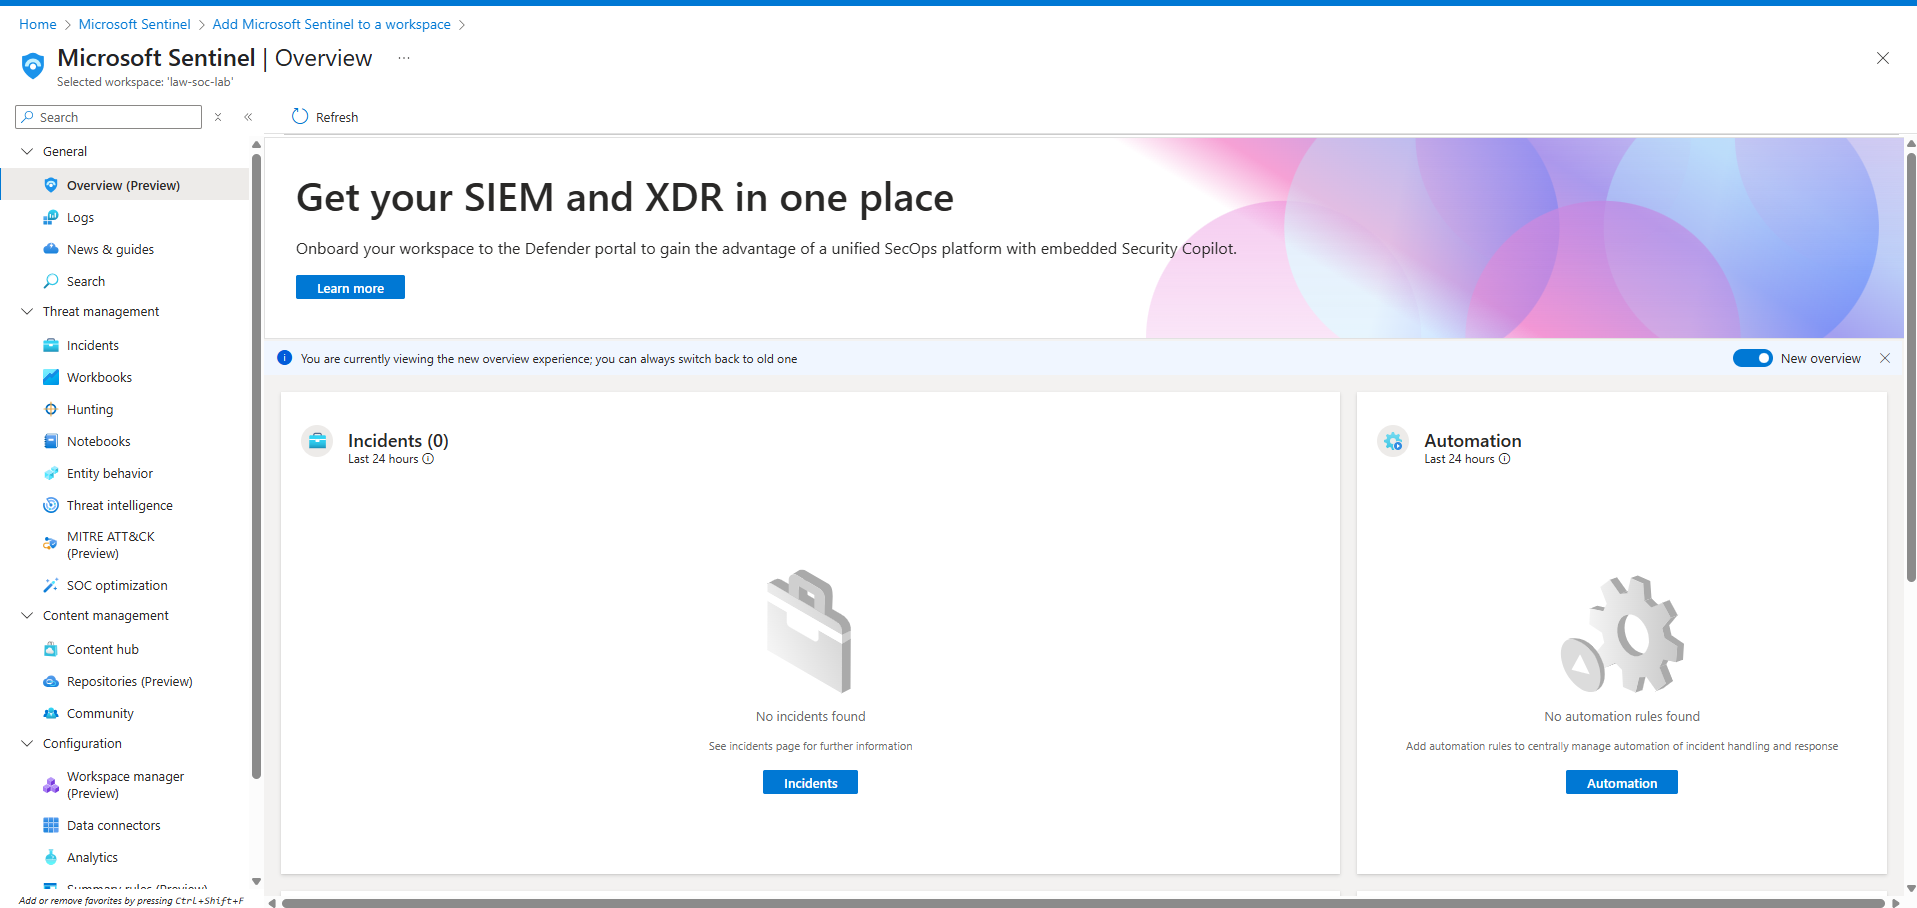 Home > Microsoft Sentinel > Add Microsoft Sentinel to a workspace >
Microsoft Sentinel | Overview ...
Selected workspace: 'law-soc-lab'
Search
General
Overview (Preview)
Logs
News & guides
Search
Threat management
Incidents
Workbooks
Hunting
Notebooks
Entity behavior
Threat intelligence
MITRE ATT&CK
(Preview)
SOC optimization
Content management
Content hub
Repositories (Preview)
Community
Configuration
Workspace manager
(Preview)
Data connectors
Analytics
Summary rules (Preview)
Add or remove favorites by pressing Ctrl+Shift+F
Refresh
Get your SIEM and XDR in one place
Onboard your workspace to the Defender portal to gain the advantage of a unified SecOps platform with embedded Security Copilot.
Learn more
You are currently viewing the new overview experience; you can always switch back to old one
New overview
Incidents (0)
Last 24 hours
No incidents found
See incidents page for further information
Incidents
Automation
Last 24 hours
No automation rules found
Add automation rules to centrally manage automation of incident handling and response
Automation